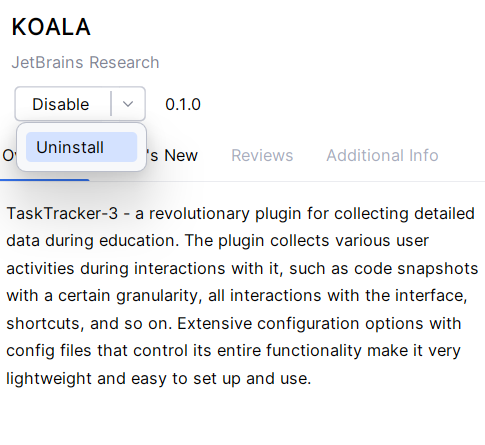 KOALA
JetBrains Research
Disable 0.1.0
Uninstall
's New Reviews Additional Info
TaskTracker-3 - a revolutionary plugin for collecting detailed
data during education. The plugin collects various user
activities during interactions with it, such as code snapshots
with a certain granularity, all interactions with the interface,
shortcuts, and so on. Extensive configuration options with
config files that control its entire functionality make it very
lightweight and easy to set up and use.